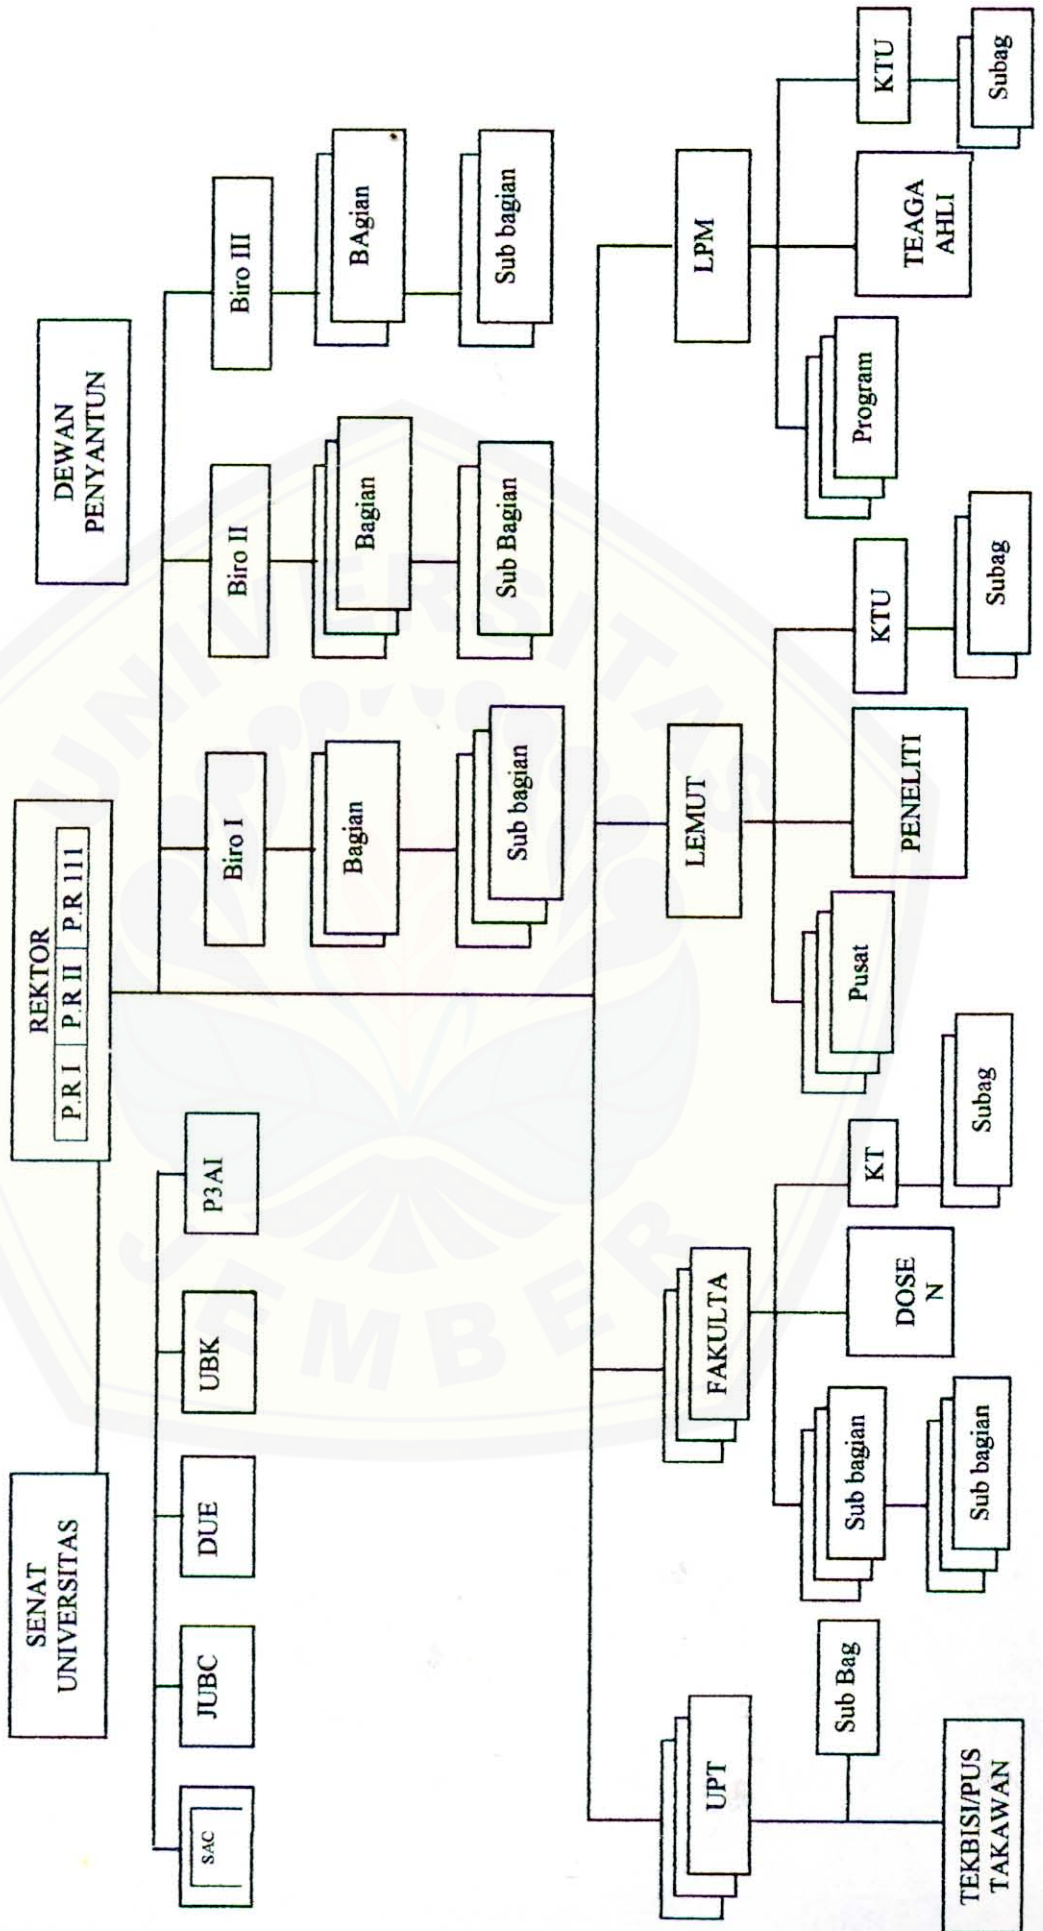 SENAT
UNIVERSITAS
REKTOR
P.R I P.R II P.R 111
DEWAN
PENYANTUN
SAC
JUBC
DUE
UBK
P3AI
Biro I
Biro II
Biro III
Bagian
Bagian
BAgian
Sub bagian
Sub Bagian
Sub bagian
UPT
FAKULTA
LEMUT
LPM
Sub Bag
TEKBISI/PUS
TAKAWAN
Sub bagian
DOSE
N
KT
Sub bagian
Subag
Pusat
PENELITI
KTU
Subag
Program
TEAGA
AHLI
KTU
Subag
UNIVERSITAS
JEMBER